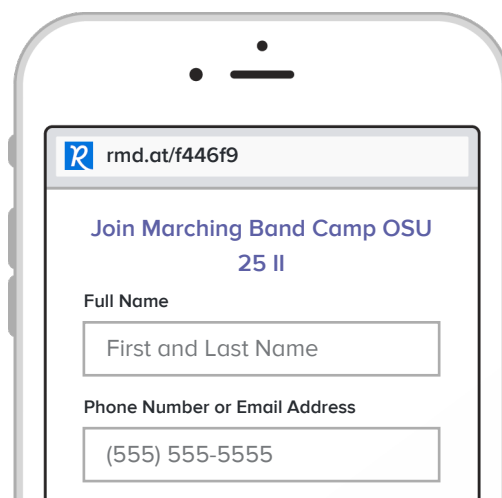 rmd.at/f446f9
Join Marching Band Camp OSU
25 II
Full Name
First and Last Name
Phone Number or Email Address
(555) 555-5555